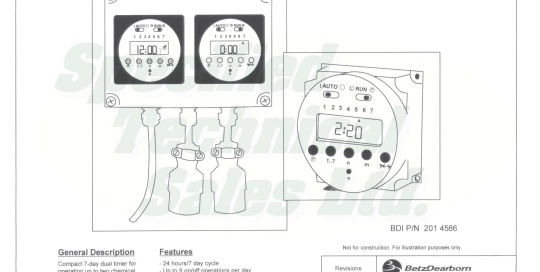 I AUTO O ⊙ RUN ⏲
1 2 3 4 5 6 7
12:00
I AUTO O ⊙ RUN ⏲
1 2 3 4 5 6 7
0:00
I AUTO O ⊙ RUN ⏲
1 2 3 4 5 6 7
2:20
1..7 h m
Specified
Technical
Sales Ltd.
BDI P/N 201 4566
Not for construction. For illustration purposes only.
General Description
Compact 7-day dual timer for
operating up to two chemical
Features
- 24 hours/7 day cycle
- Up to 9 on/off operations per day
Revisions
BetzDearborn